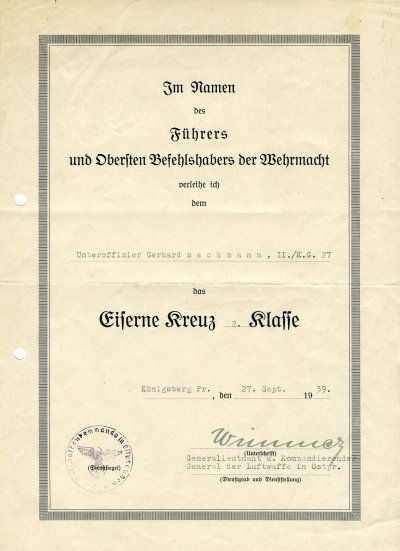 Im Namen
des
Führers
und Obersten Befehlshabers der Wehrmacht
verleihe ich
dem
Unteroffizier Gerhard B e c k m a n n , II./K.G. 27
das
Eiserne Kreuz 2. Klasse
Königsberg Pr. , den 27. Sept. 1939.
Wimmer
(Unterschrift)
Generalleutnant u. Kommandierender
General der Luftwaffe in Ostpr.
(Dienstgrad und Dienststellung)
(Dienstsiegel)